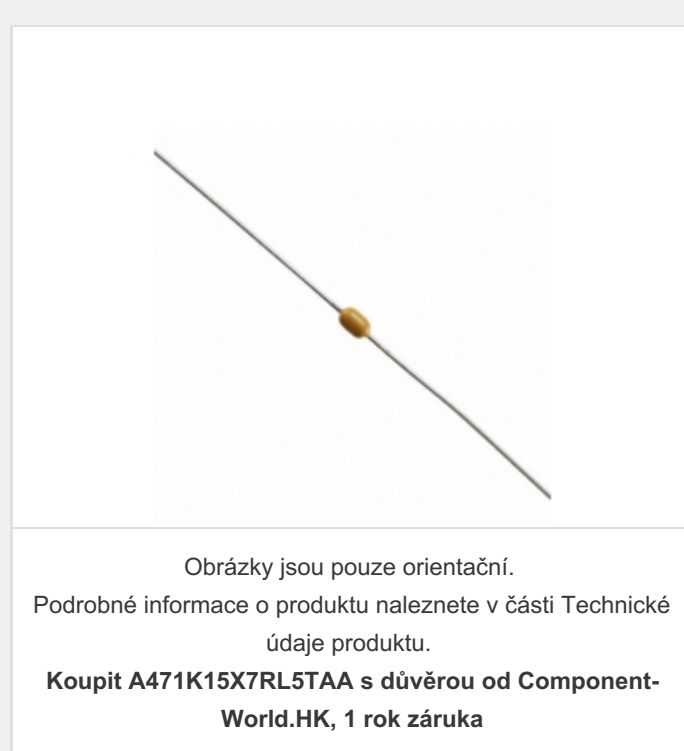 Obrázky jsou pouze orientační.
Podrobné informace o produktu naleznete v části Technické
údaje produktu.
Koupit A471K15X7RL5TAA s důvěrou od Component-
World.HK, 1 rok záruka